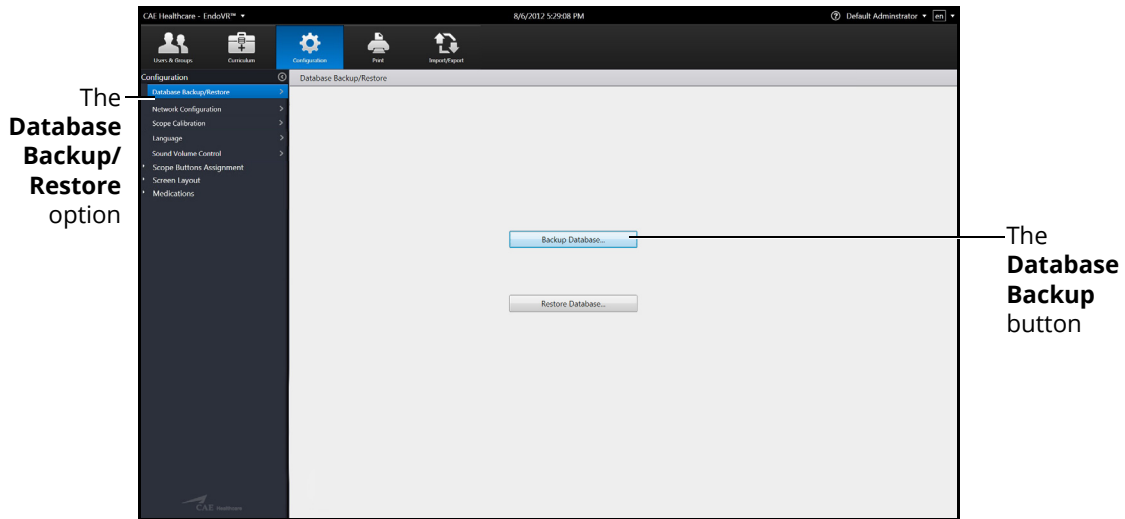 CAE Healthcare - EndoVR™
8/6/2012 5:29:08 PM
Default Adminstrator
en
Users & Groups
Curriculum
Configuration
Print
Import/Export
Configuration
Database Backup/Restore
Database Backup/Restore
Network Configuration
Scope Calibration
Language
Sound Volume Control
Scope Buttons Assignment
Screen Layout
Medications
The
Database
Backup/
Restore
option
Backup Database...
Restore Database...
The
Database
Backup
button
CAE Healthcare